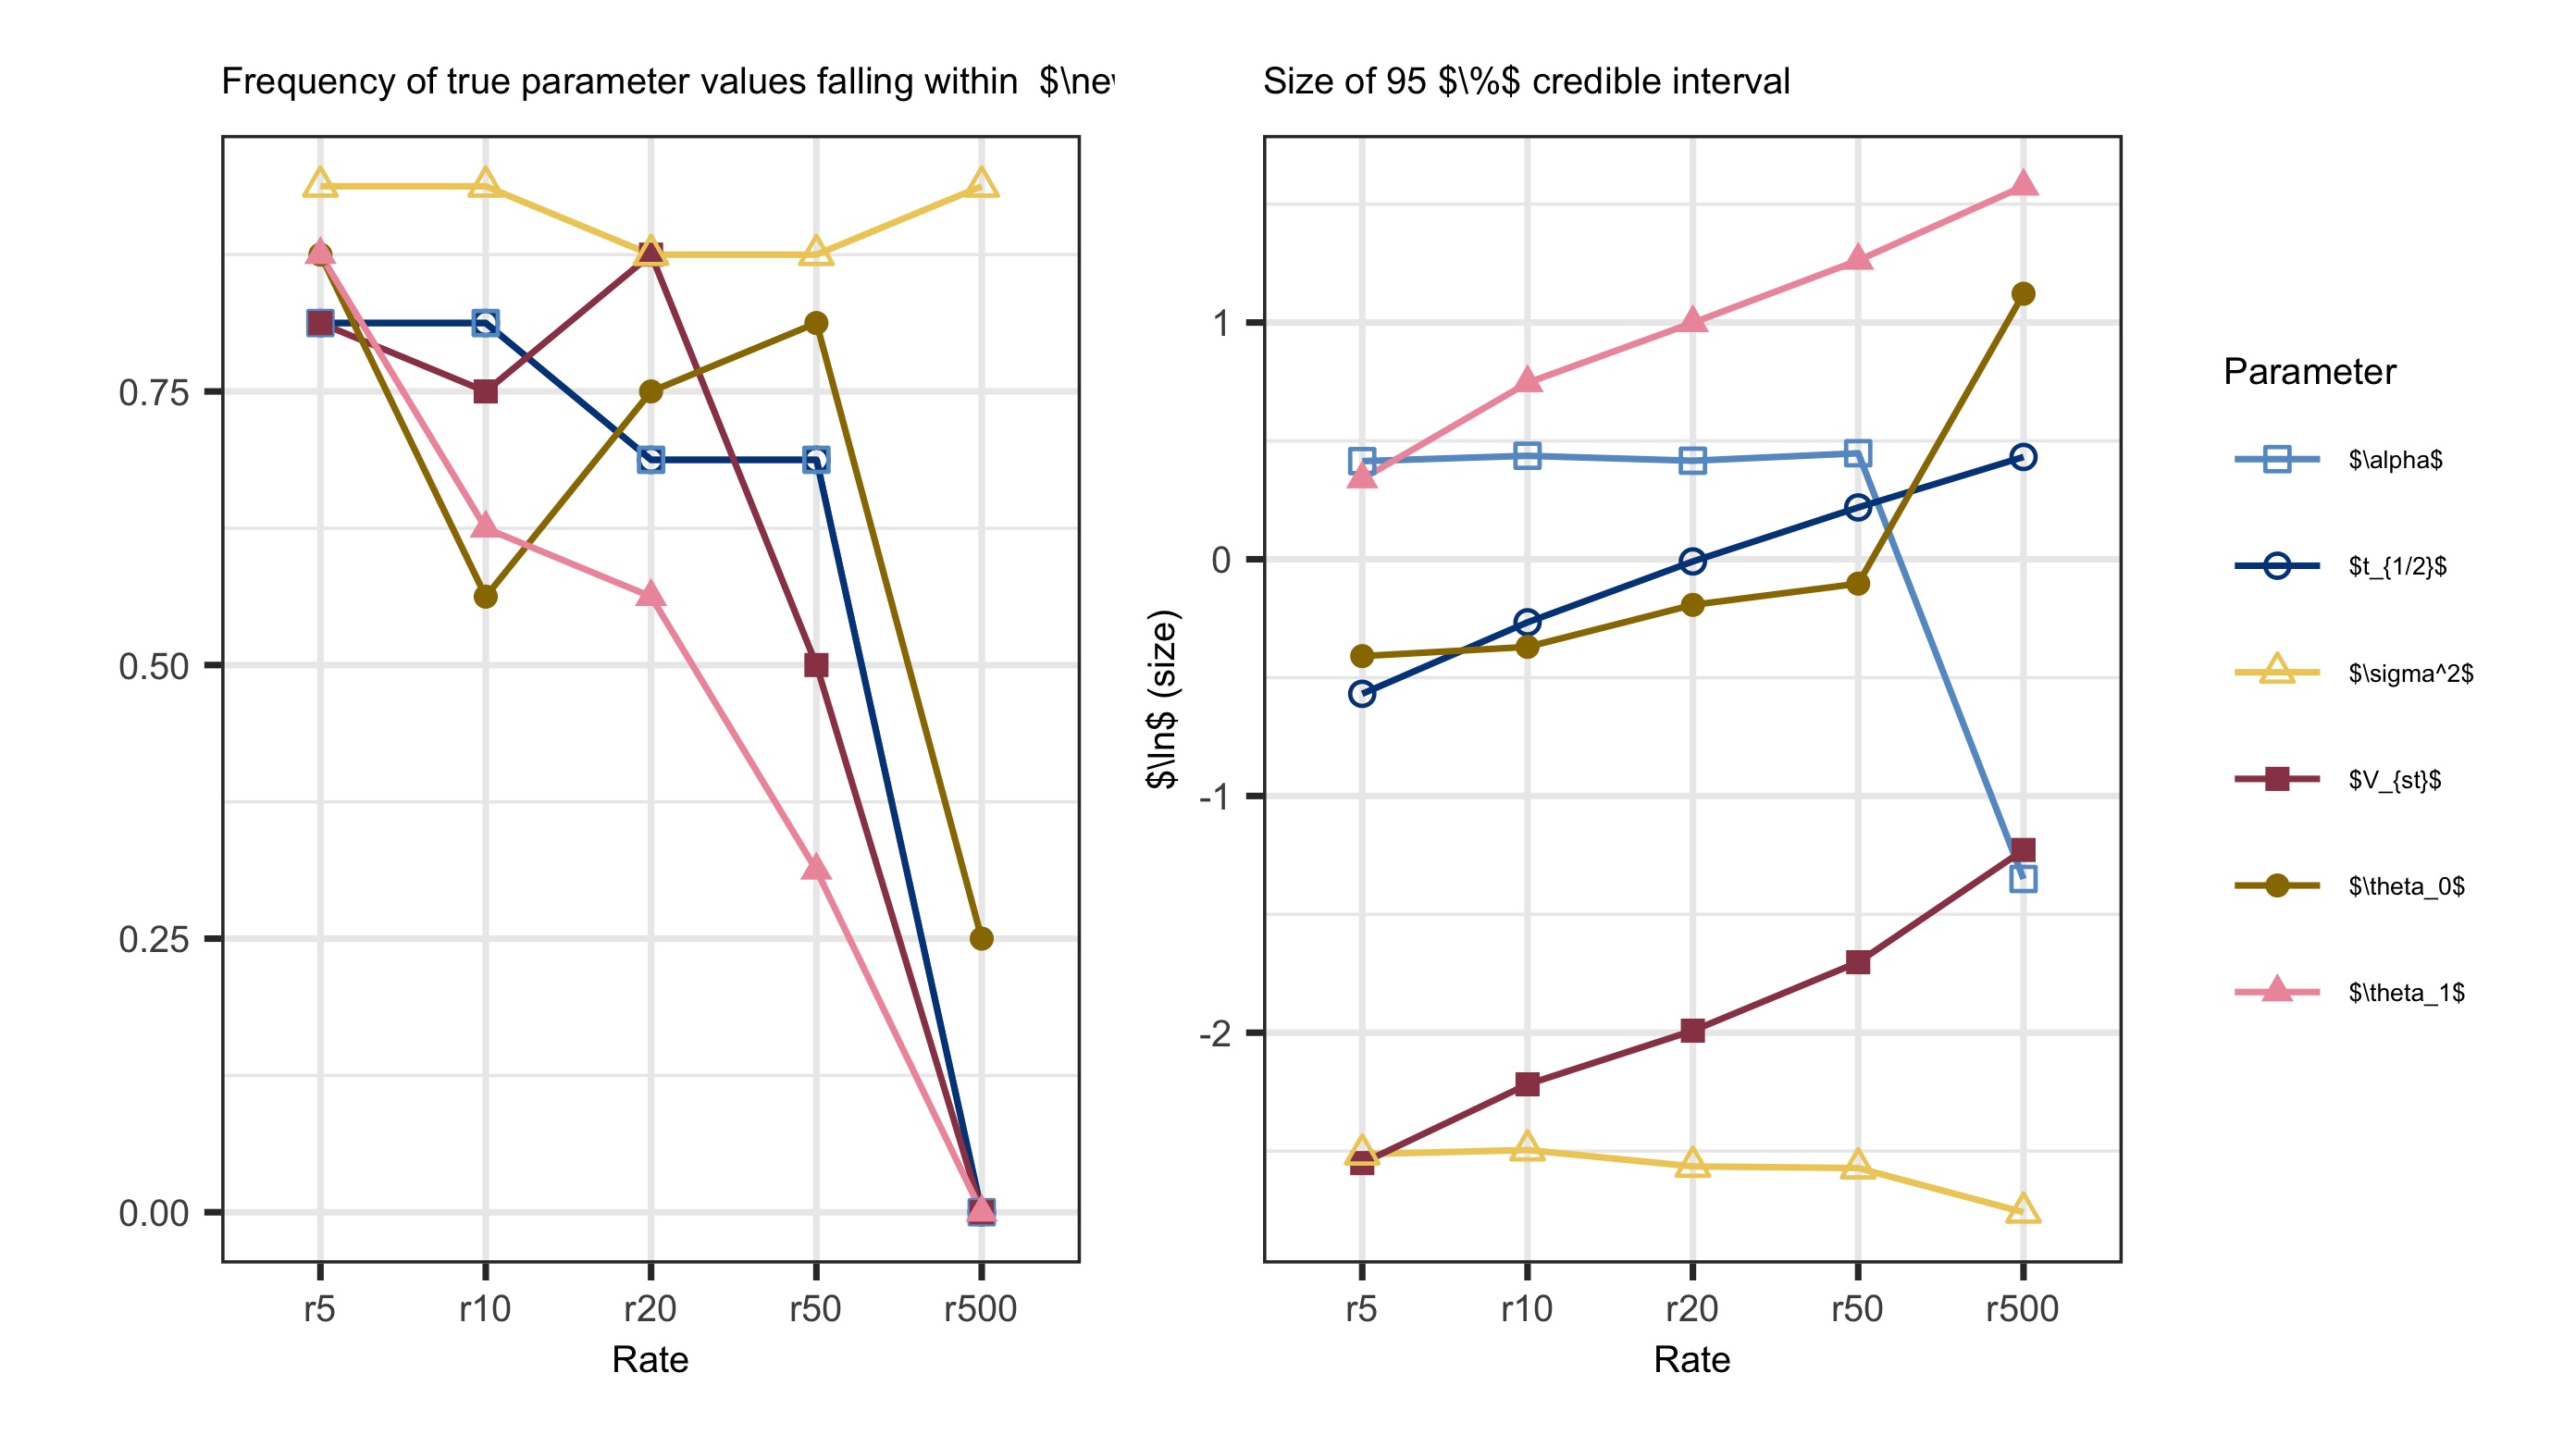 Frequency of true parameter values falling within  $\nev
0.75
0.50
0.25
0.00
r5 r10 r20 r50 r500
Rate
Size of 95 $\%$ credible interval
$\ln$ (size)
1
0
-1
-2
r5 r10 r20 r50 r500
Rate
Parameter
$\alpha$
$t_{1/2}$
$\sigma^2$
$V_{st}$
$\theta_0$
$\theta_1$